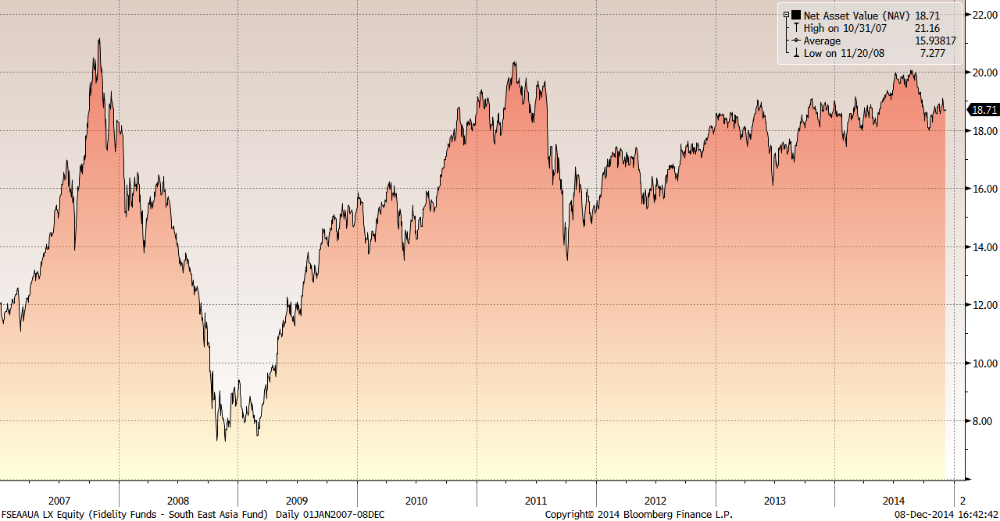 Net Asset Value (NAV) 18.71
High on 10/31/07 21.16
Average 15.93817
Low on 11/20/08 7.277
22.00
20.00
18.71
18.00
16.00
14.00
12.00
10.00
8.00
2007 2008 2009 2010 2011 2012 2013 2014 2
FSEAAUA LX Equity (Fidelity Funds - South East Asia Fund) Daily 01JAN2007-08DEC Copyright© 2014 Bloomberg Finance L.P. 08-Dec-2014 16:42:42